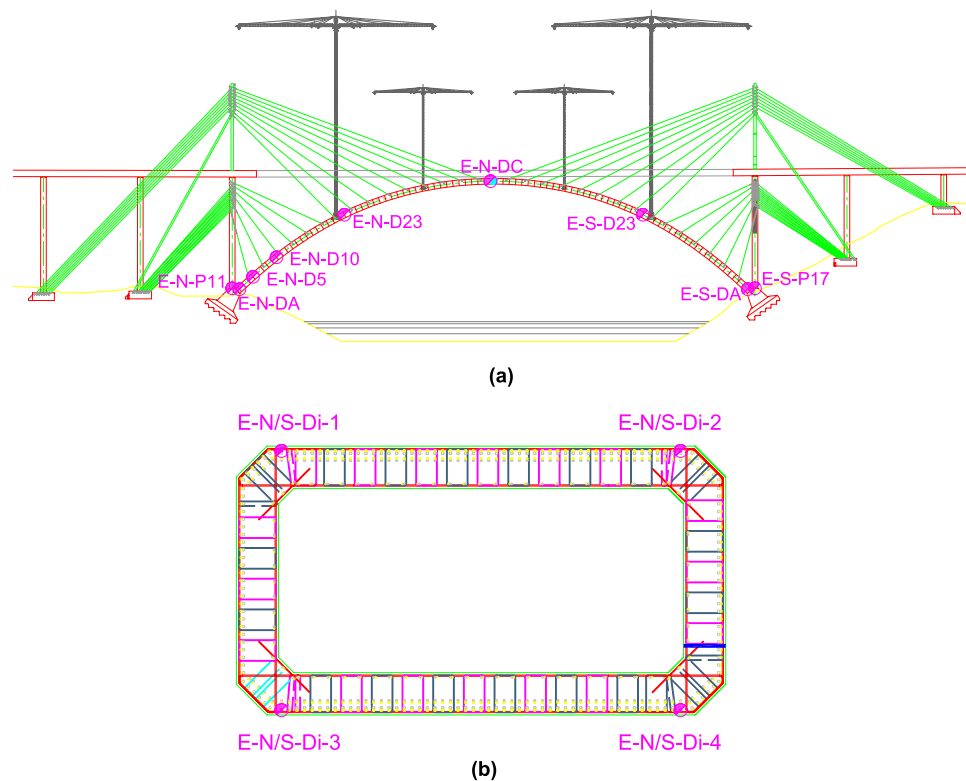 E-N-DC
E-N-D23
E-S-D23
E-N-D10
E-N-D5
E-N-P11
E-N-DA
E-S-DA
E-S-P17
(a)
E-N/S-Di-1
E-N/S-Di-2
E-N/S-Di-3
E-N/S-Di-4
(b)